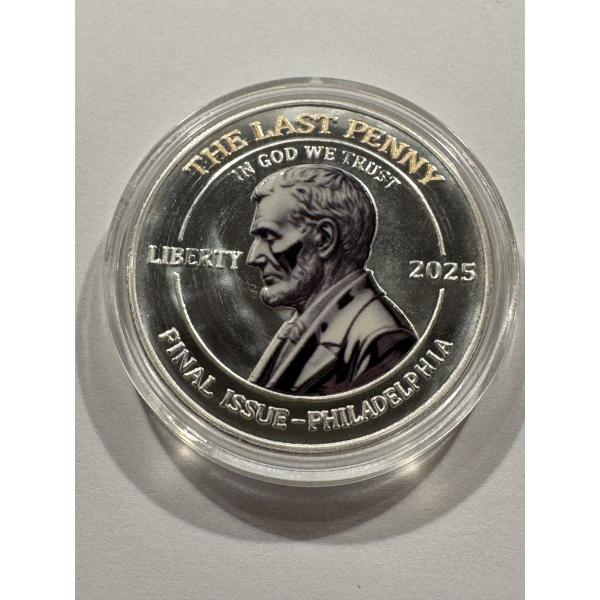 THE LAST PENNY
IN GOD WE TRUST
LIBERTY
2025
FINAL ISSUE - PHILADELPHIA